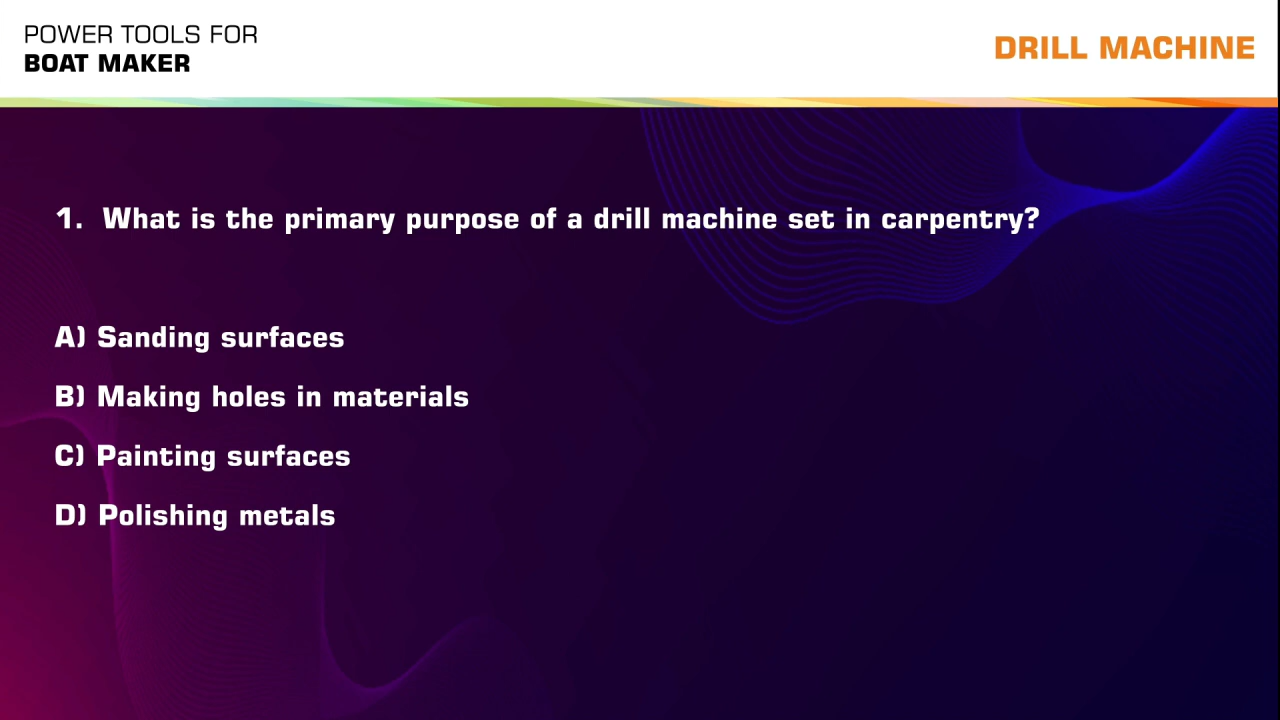 POWER TOOLS FOR
BOAT MAKER
DRILL MACHINE
1. What is the primary purpose of a drill machine set in carpentry?
A) Sanding surfaces
B) Making holes in materials
C) Painting surfaces
D) Polishing metals